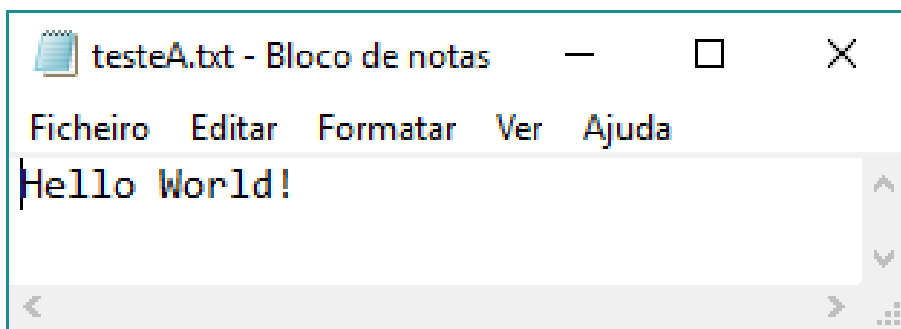 testeA.txt - Bloco de notas
Ficheiro Editar Formatar Ver Ajuda
Hello World!